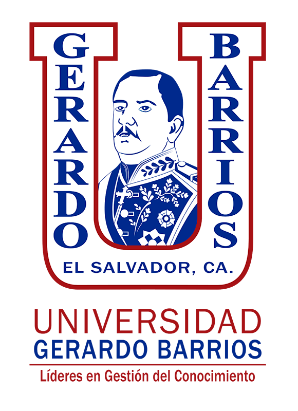 GERARDO
BARRIOS
EL SALVADOR, CA.
UNIVERSIDAD
GERARDO BARRIOS
Líderes en Gestión del Conocimiento